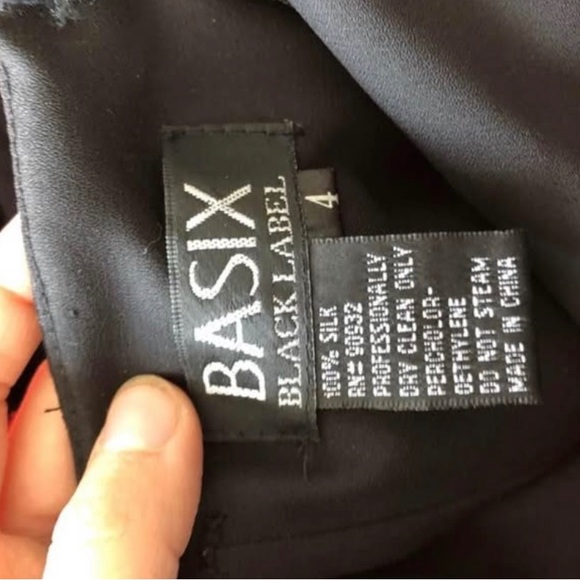 BASIX
BLACK LABEL
4
100% SILK
RN# 90932
PROFESSIONALLY
DRY CLEAN ONLY
PERCHOLOR-
OETHYLENE
DO NOT STEAM
MADE IN CHINA